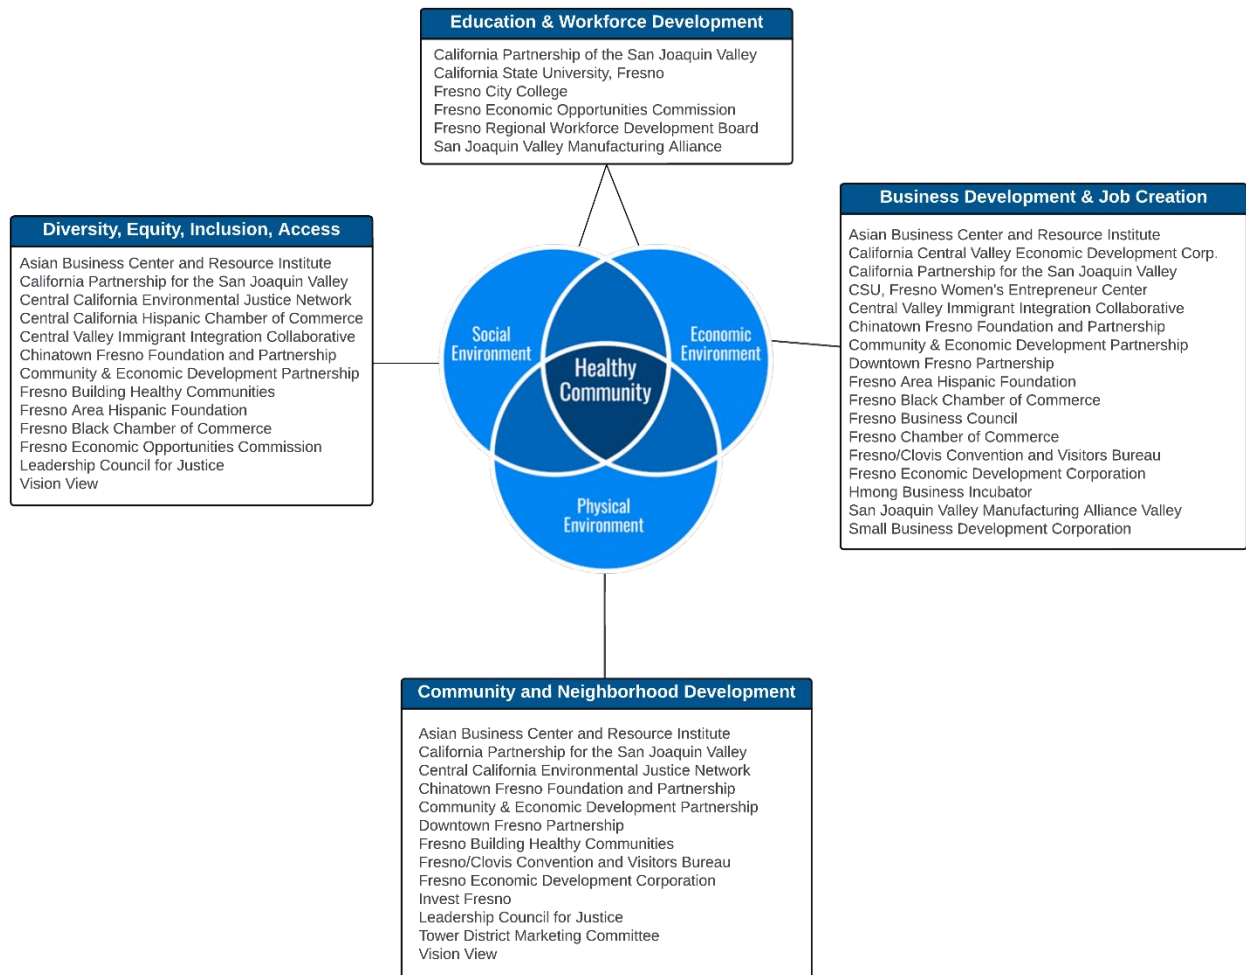 Education & Workforce Development
California Partnership of the San Joaquin Valley
California State University, Fresno
Fresno City College
Fresno Economic Opportunities Commission
Fresno Regional Workforce Development Board
San Joaquin Valley Manufacturing Alliance
Diversity, Equity, Inclusion, Access
Asian Business Center and Resource Institute
California Partnership for the San Joaquin Valley
Central California Environmental Justice Network
Central California Hispanic Chamber of Commerce
Central Valley Immigrant Integration Collaborative
Chinatown Fresno Foundation and Partnership
Community & Economic Development Partnership
Fresno Building Healthy Communities
Fresno Area Hispanic Foundation
Fresno Black Chamber of Commerce
Fresno Economic Opportunities Commission
Leadership Council for Justice
Vision View
Social
Environment
Economic
Environment
Healthy
Community
Physical
Environment
Business Development & Job Creation
Asian Business Center and Resource Institute
California Central Valley Economic Development Corp.
California Partnership for the San Joaquin Valley
CSU, Fresno Women's Entrepreneur Center
Central Valley Immigrant Integration Collaborative
Chinatown Fresno Foundation and Partnership
Community & Economic Development Partnership
Downtown Fresno Partnership
Fresno Area Hispanic Foundation
Fresno Black Chamber of Commerce
Fresno Business Council
Fresno Chamber of Commerce
Fresno/Clovis Convention and Visitors Bureau
Fresno Economic Development Corporation
Hmong Business Incubator
San Joaquin Valley Manufacturing Alliance Valley
Small Business Development Corporation
Community and Neighborhood Development
Asian Business Center and Resource Institute
California Partnership for the San Joaquin Valley
Central California Environmental Justice Network
Chinatown Fresno Foundation and Partnership
Community & Economic Development Partnership
Downtown Fresno Partnership
Fresno Building Healthy Communities
Fresno/Clovis Convention and Visitors Bureau
Fresno Economic Development Corporation
Invest Fresno
Leadership Council for Justice
Tower District Marketing Committee
Vision View